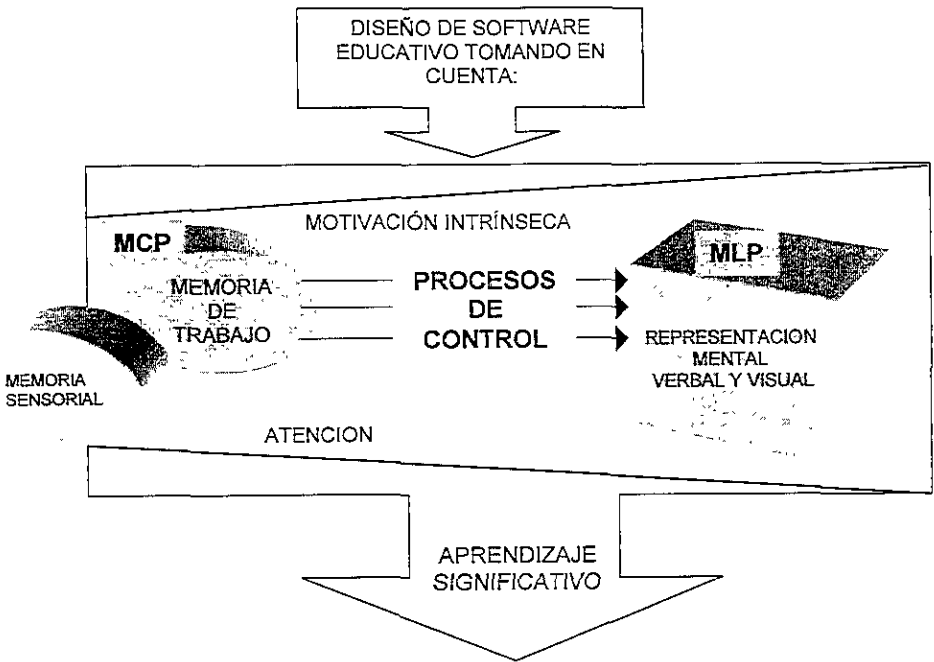 DISEÑO DE SOFTWARE
EDUCATIVO TOMANDO EN
CUENTA:
MOTIVACIÓN INTRÍNSECA
MCP
MEMORIA
DE
TRABAJO
MEMORIA
SENSORIAL
PROCESOS
DE
CONTROL
MLP
REPRESENTACION
MENTAL
VERBAL Y VISUAL
ATENCION
APRENDIZAJE
SIGNIFICATIVO